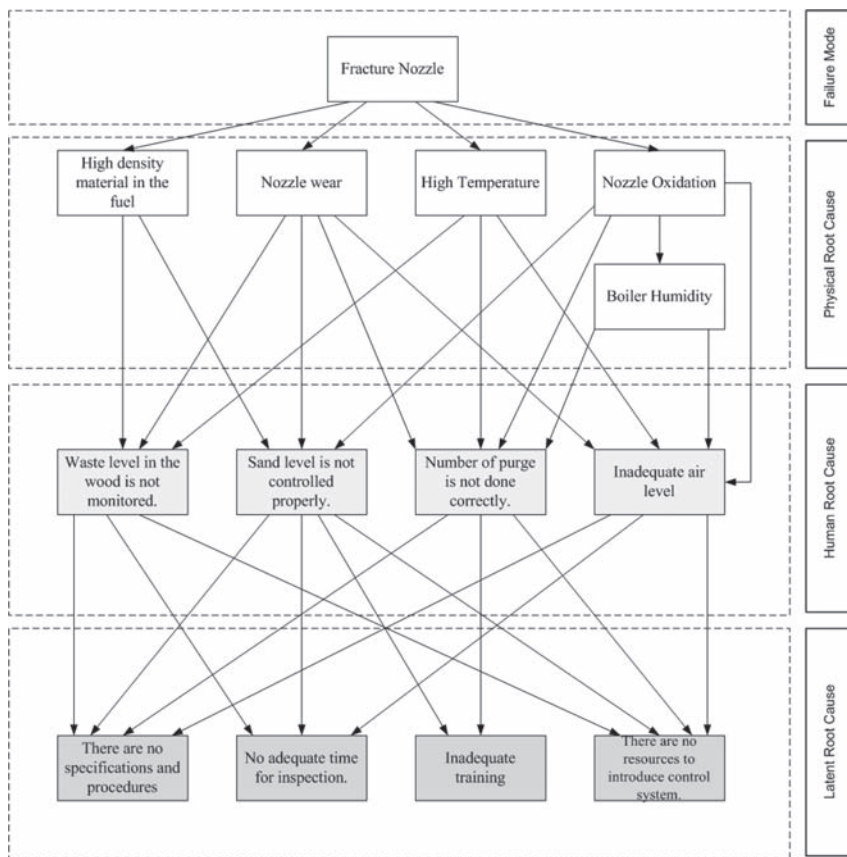 Fracture Nozzle
Failure Mode
High density
material in the
fuel
Nozzle wear
High Temperature
Nozzle Oxidation
Boiler Humidity
Physical Root Cause
Waste level in the
wood is not
monitored.
Sand level is not
controlled
properly.
Number of purge
is not done
correctly.
Inadequate air
level
Human Root Cause
There are no
specifications and
procedures
No adequate time
for inspection.
Inadequate
training
There are no
resources to
introduce control
system.
Latent Root Cause